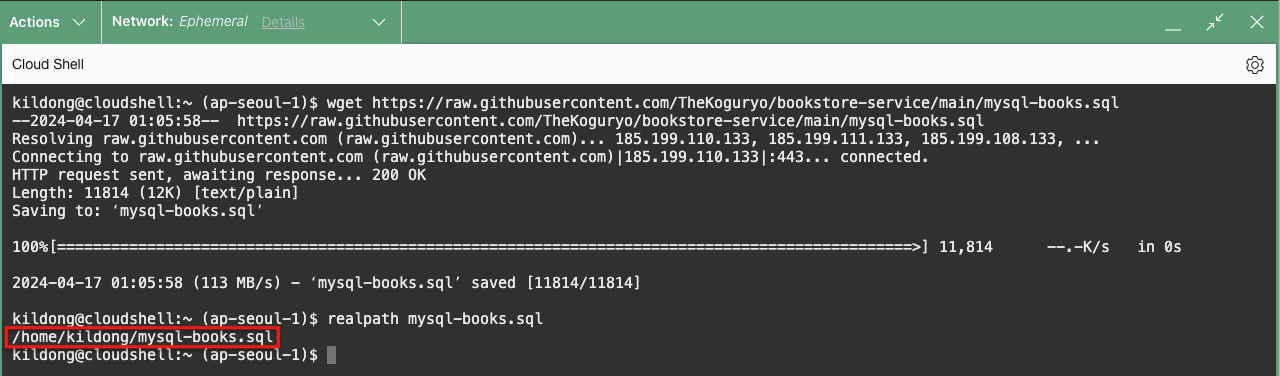 Actions Network: Ephemeral Details
Cloud Shell
kildong@cloudshell:~ (ap-seoul-1)$ wget https://raw.githubusercontent.com/TheKoguryo/bookstore-service/main/mysql-books.sql
--2024-04-17 01:05:58--  https://raw.githubusercontent.com/TheKoguryo/bookstore-service/main/mysql-books.sql
Resolving raw.githubusercontent.com (raw.githubusercontent.com)... 185.199.110.133, 185.199.111.133, 185.199.108.133, ...
Connecting to raw.githubusercontent.com (raw.githubusercontent.com)|185.199.110.133|:443... connected.
HTTP request sent, awaiting response... 200 OK
Length: 11814 (12K) [text/plain]
Saving to: ‘mysql-books.sql’
100%[===============================================================================================>] 11,814      --.-K/s   in 0s
2024-04-17 01:05:58 (113 MB/s) - ‘mysql-books.sql’ saved [11814/11814]
kildong@cloudshell:~ (ap-seoul-1)$ realpath mysql-books.sql
/home/kildong/mysql-books.sql
kildong@cloudshell:~ (ap-seoul-1)$